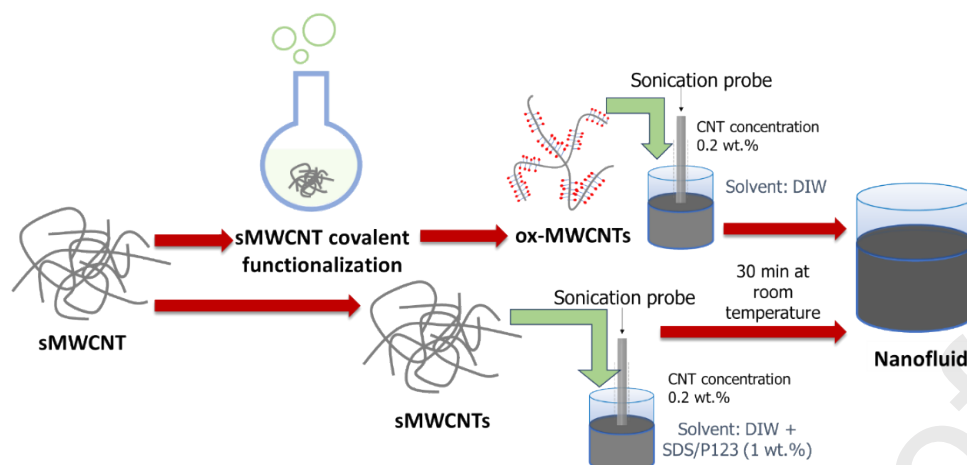 Sonication probe
CNT concentration
0.2 wt.%
Solvent: DIW
sMWCNT covalent
functionalization
ox-MWCNTs
sMWCNT
sMWCNTs
Sonication probe
30 min at
room
temperature
CNT concentration
0.2 wt.%
Solvent: DIW +
SDS/P123 (1 wt.%)
Nanofluid